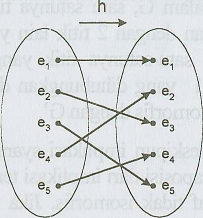 h
e₁ e₁
e₂ e₂
e₃ e₃
e₄ e₄
e₅ e₅